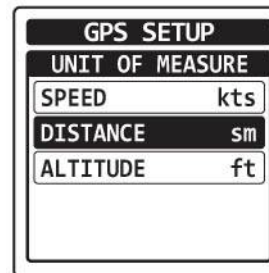 GPS SETUP
UNIT OF MEASURE
SPEED kts
DISTANCE sm
ALTITUDE ft